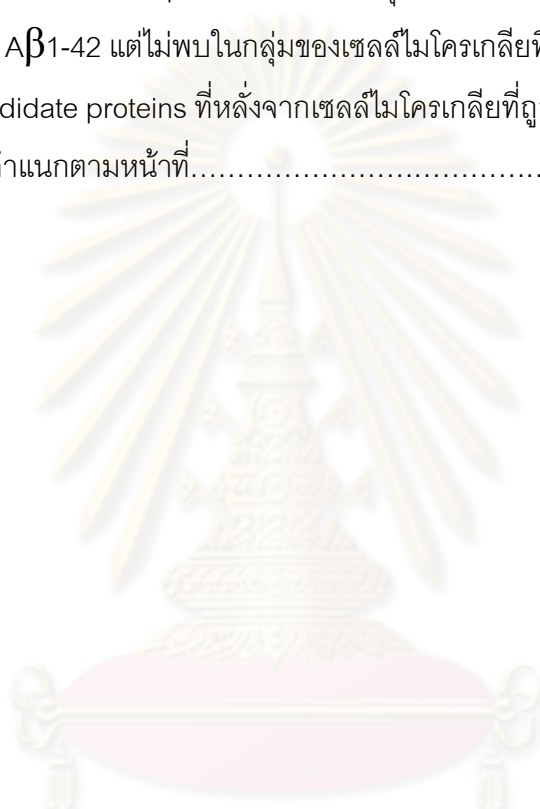 Aβ1-42 แต่ไม่พบในกลุ่มของเซลล์ไมโครเกลียที่
didate proteins ที่หลั่งจากเซลล์ไมโครเกลียที่ถู
าแนกตามหน้าที่……………………………………